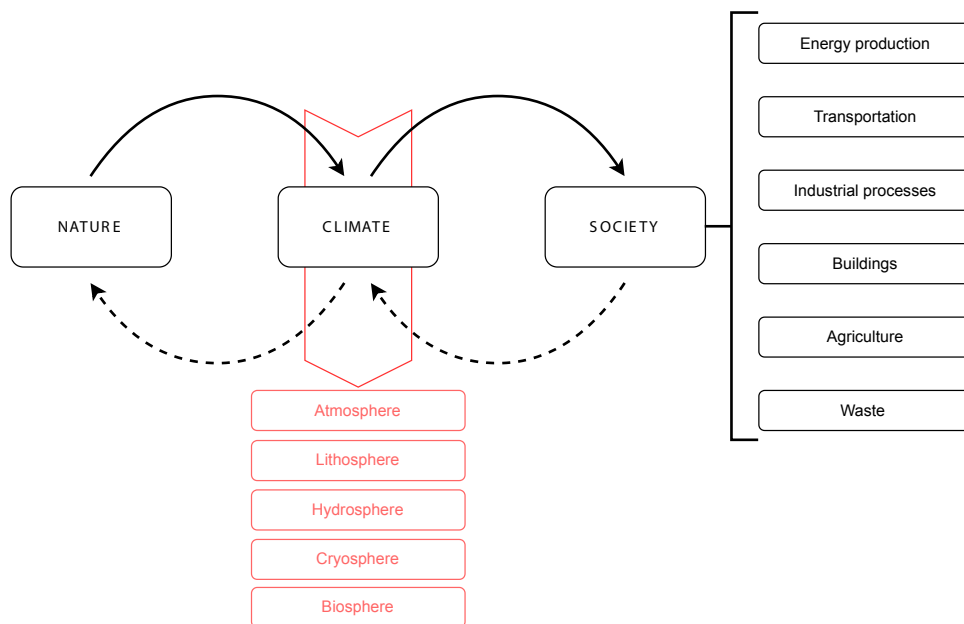 NATURE
CLIMATE
SOCIETY
Energy production
Transportation
Industrial processes
Buildings
Agriculture
Waste
Atmosphere
Lithosphere
Hydrosphere
Cryosphere
Biosphere